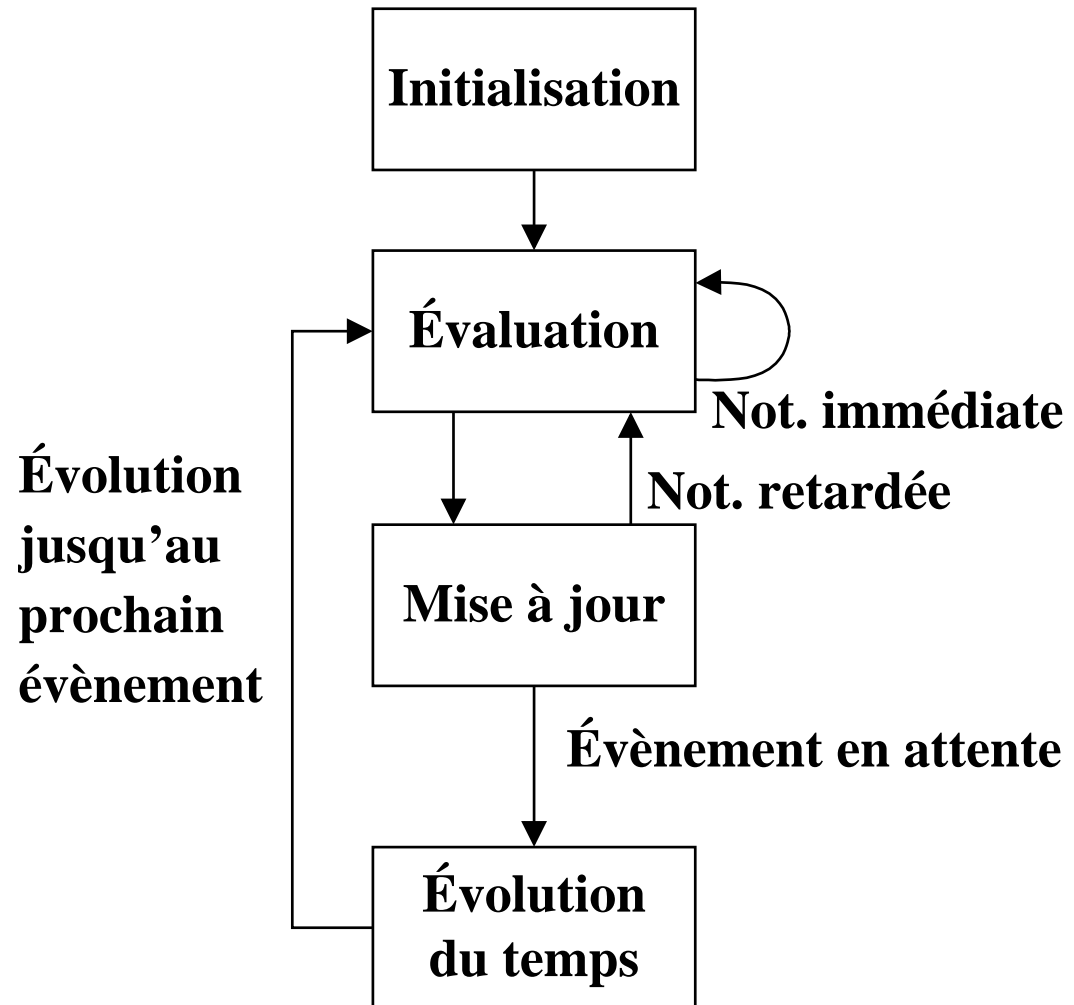 Initialisation
Évaluation
Not. immédiate
Not. retardée
Évolution
jusqu’au
prochain
évènement
Mise à jour
Évènement en attente
Évolution
du temps